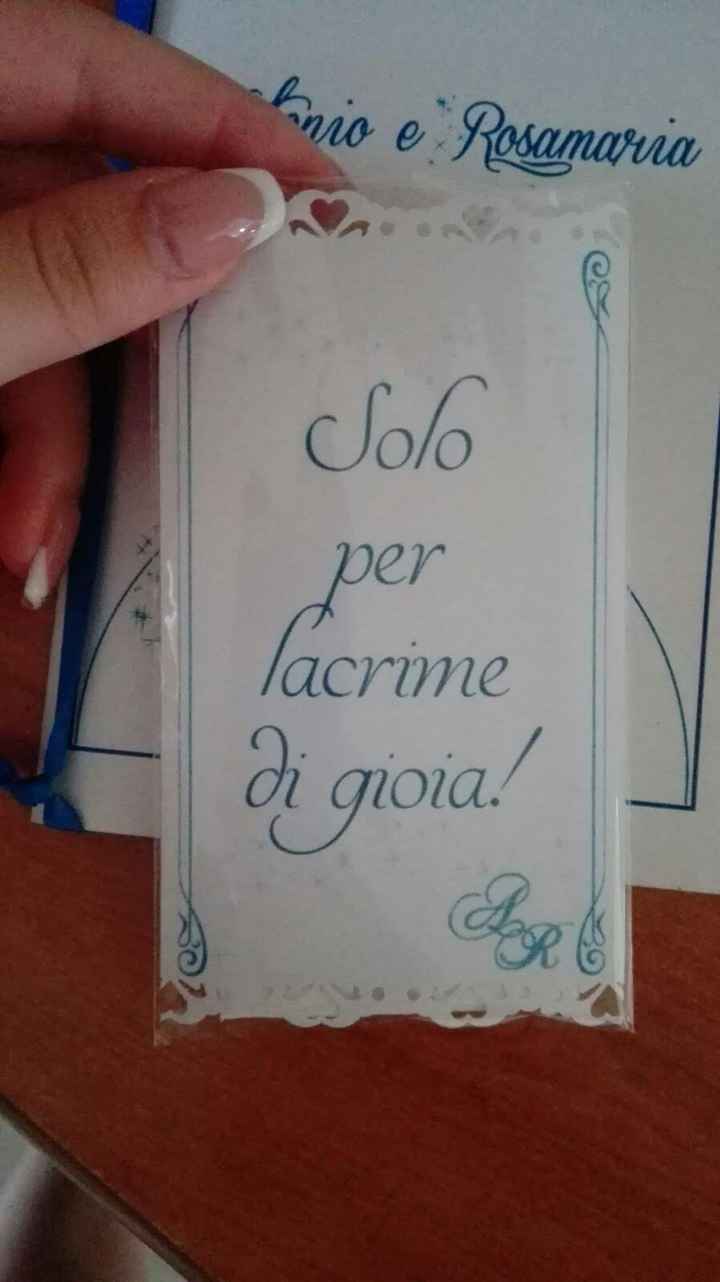 e Rosamaria
Solo
per
lacrime
di gioia!
AR